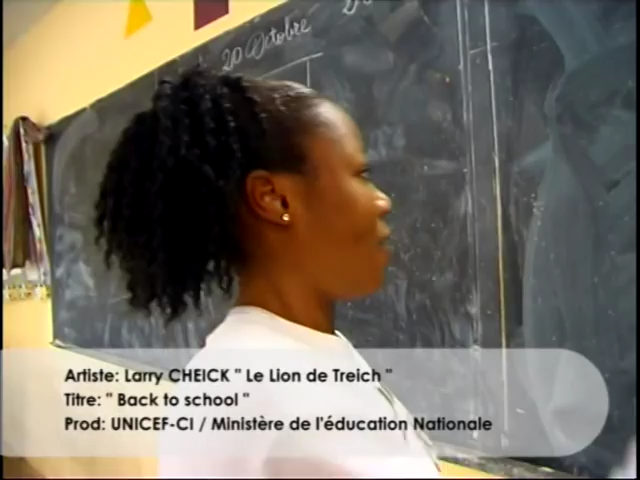 20 Octobre
Artiste: Larry CHEICK " Le Lion de Treich "
Titre: " Back to school "
Prod: UNICEF-CI / Ministère de l'éducation Nationale